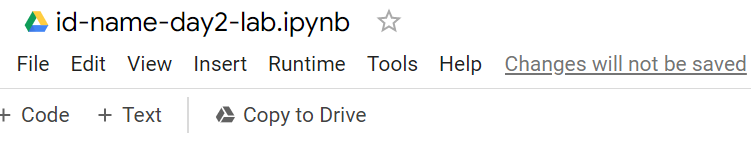 id-name-day2-lab.ipynb
File Edit View Insert Runtime Tools Help Changes will not be saved
+ Code + Text Copy to Drive